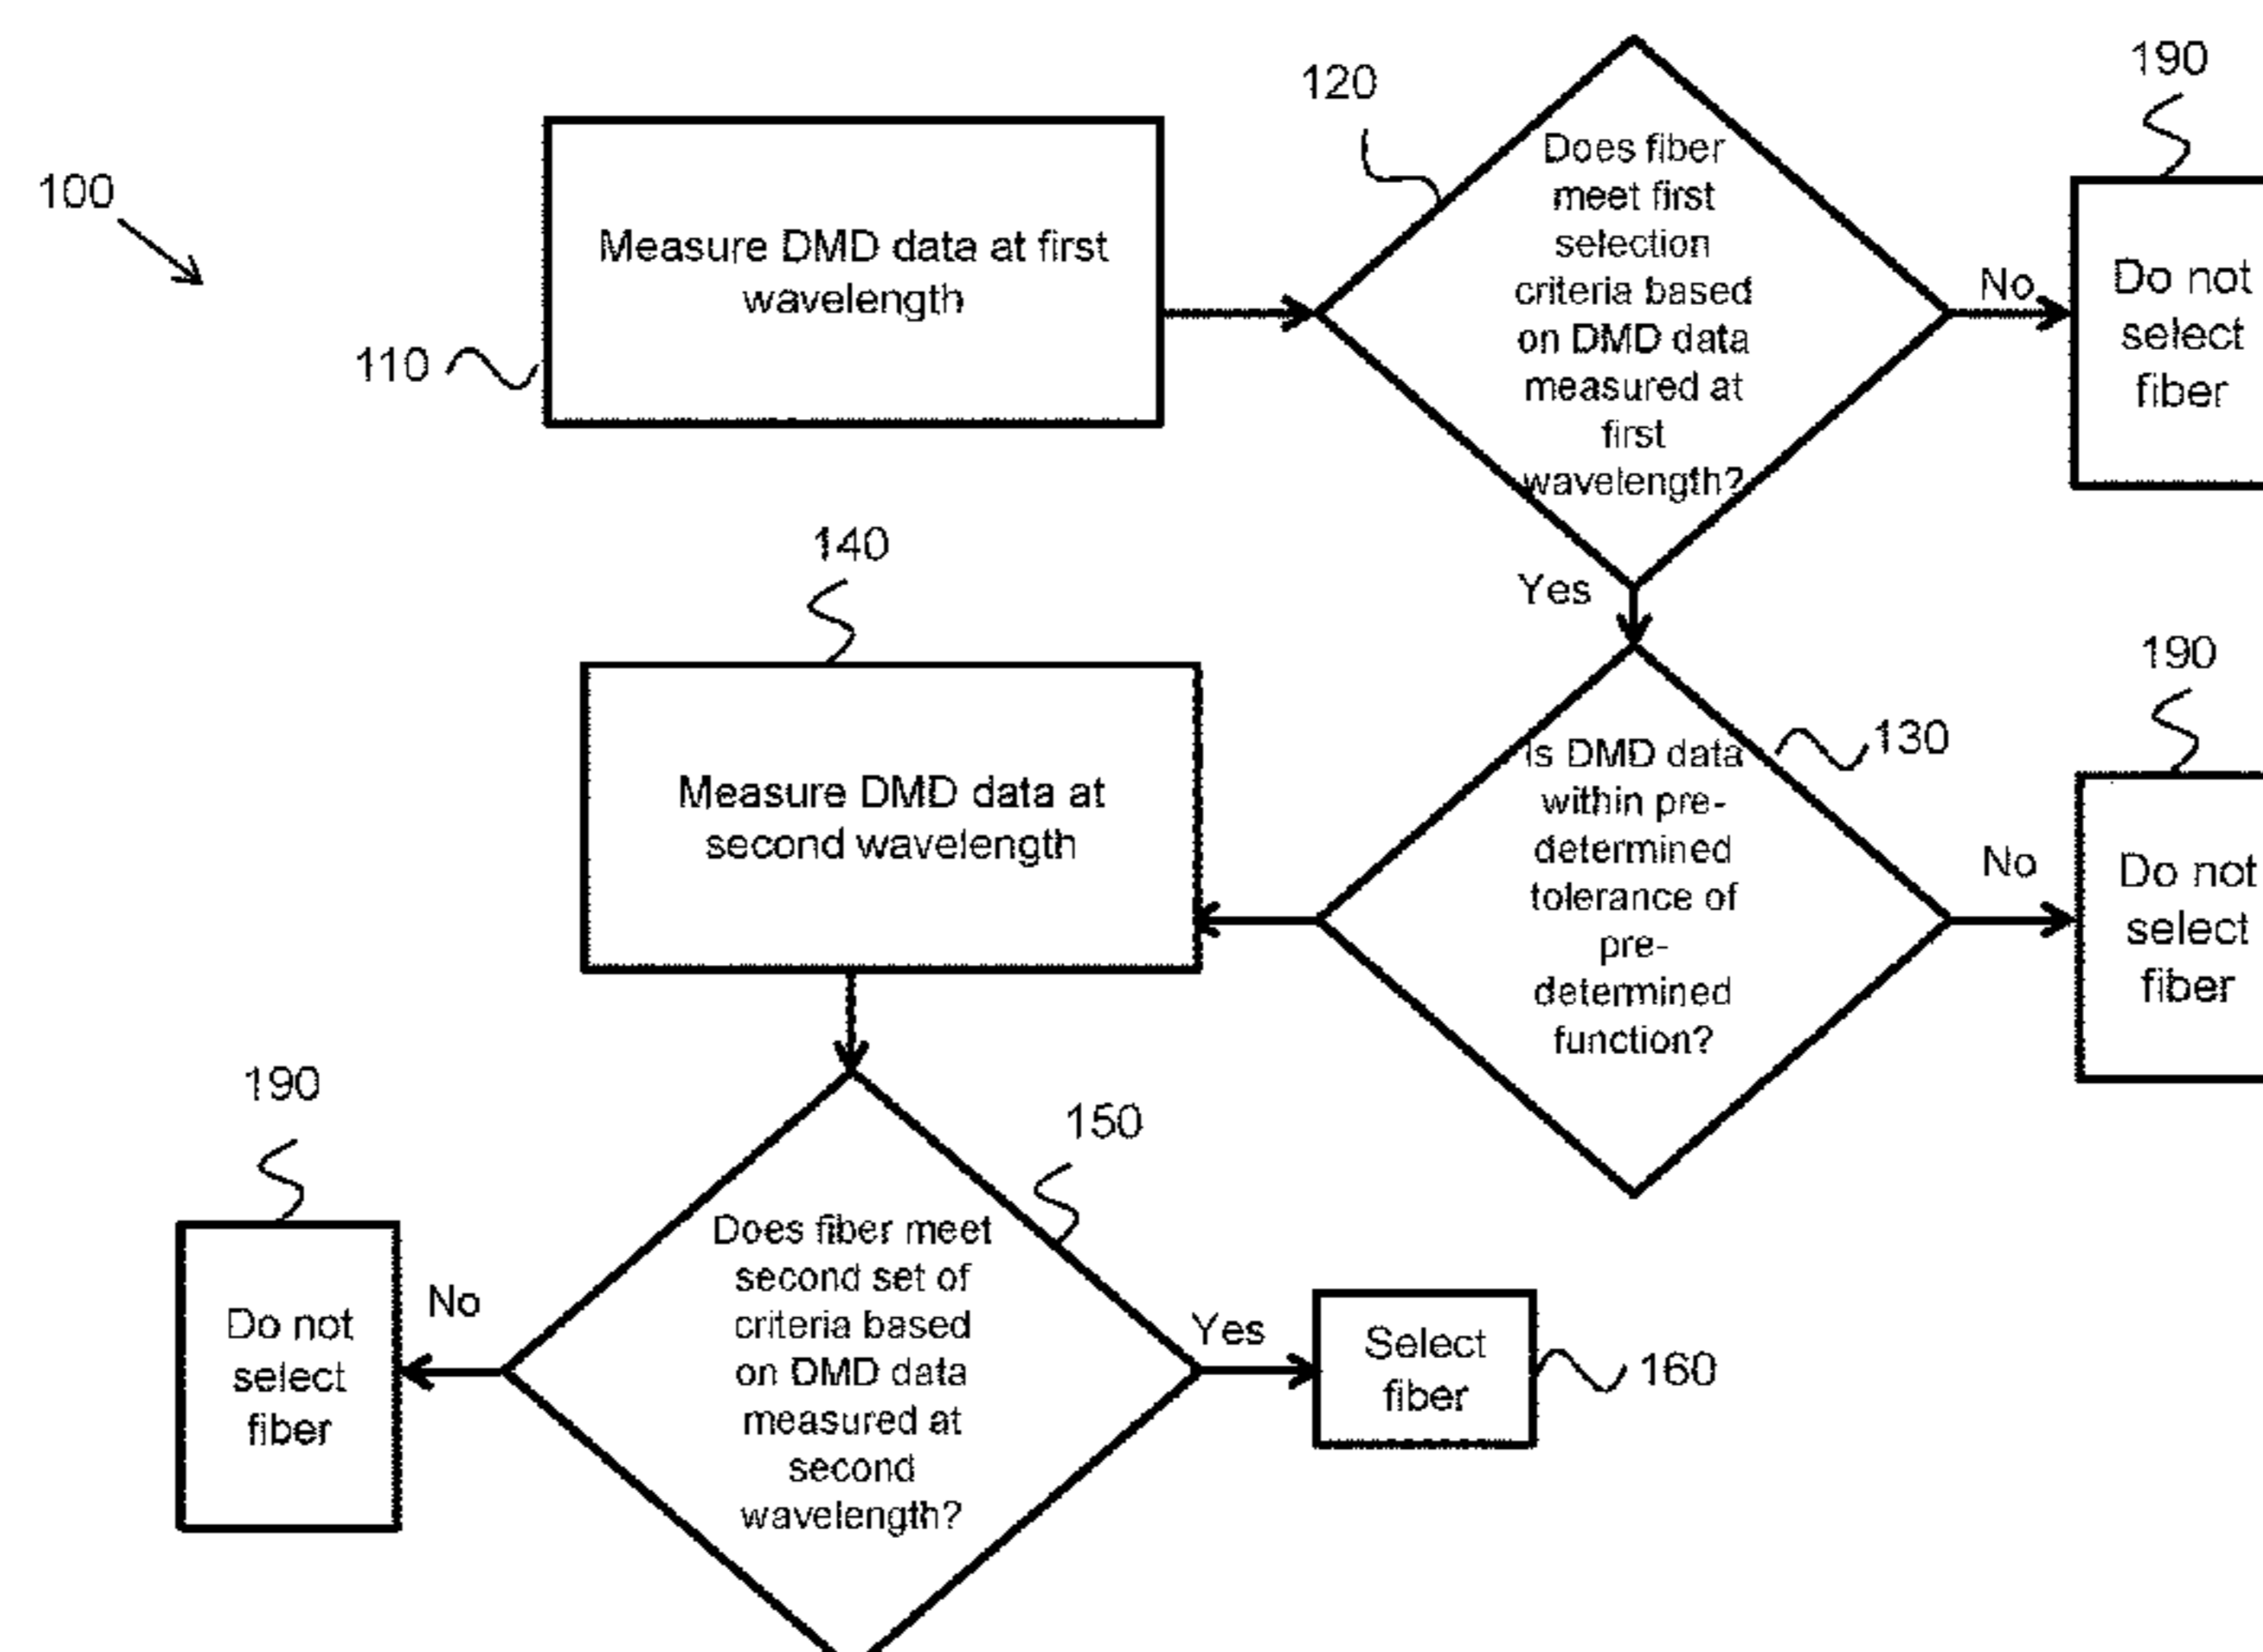 100
110
Measure DMD data at first
wavelength
120
Does fiber
meet first
selection
criteria based
on DMD data
measured at
first
wavelength?
No
190
Do not
select
fiber
Yes
140
Measure DMD data at
second wavelength
130
Is DMD data
within pre-
determined
tolerance of
pre-
determined
function?
No
190
Do not
select
fiber
150
Does fiber meet
second set of
criteria based
on DMD data
measured at
second
wavelength?
No
190
Do not
select
fiber
Yes
Select
fiber
160